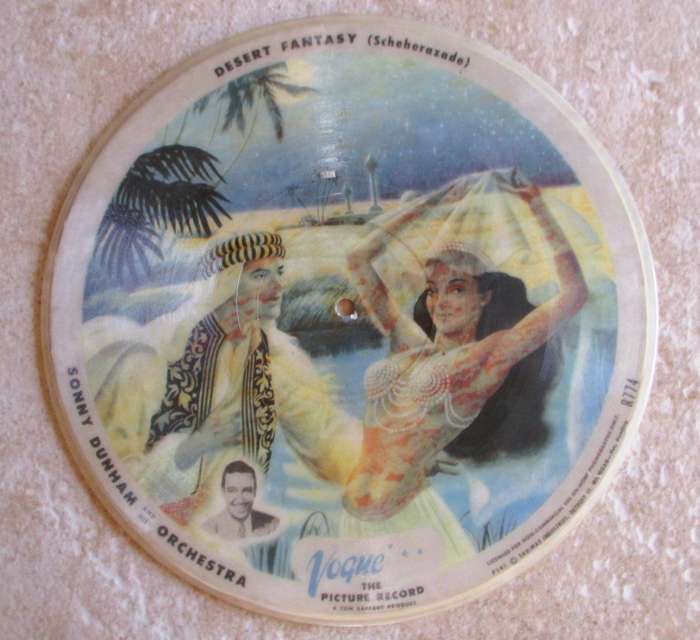 DESERT FANTASY (Scheherazade)
SONNY DUNHAM AND HIS ORCHESTRA
Vogue
THE
PICTURE RECORD
R774